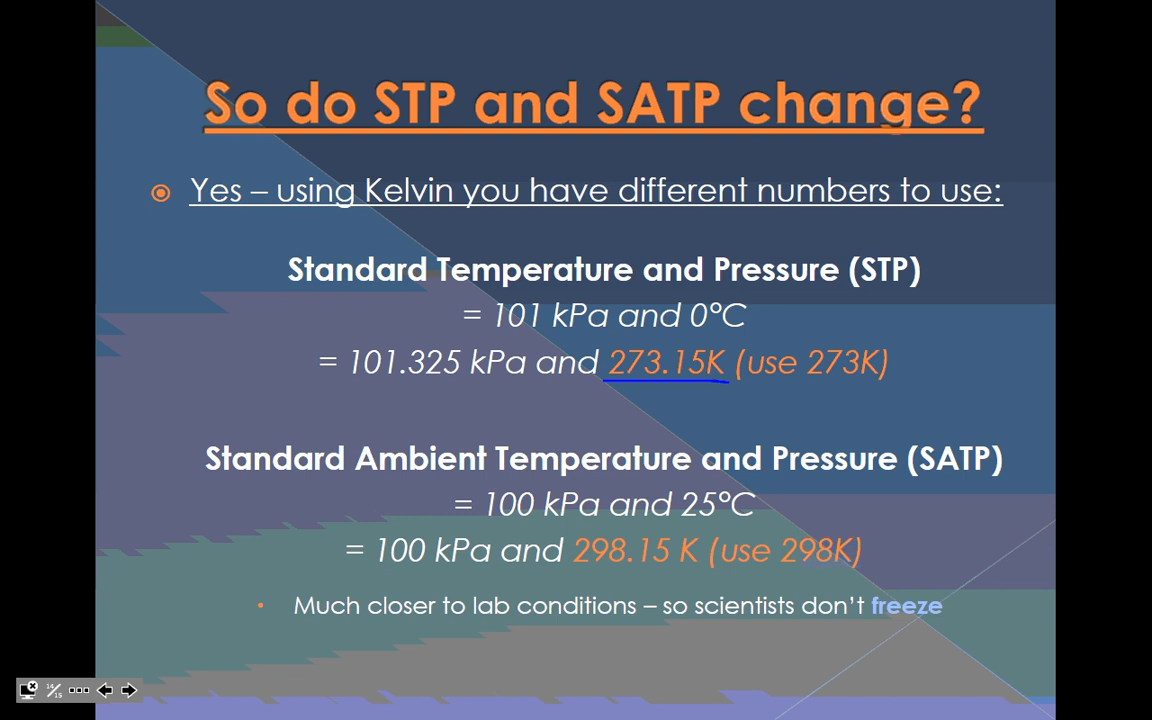 So do STP and SATP change?
Yes – using Kelvin you have different numbers to use:
Standard Temperature and Pressure (STP)
= 101 kPa and 0°C
= 101.325 kPa and 273.15K (use 273K)
Standard Ambient Temperature and Pressure (SATP)
= 100 kPa and 25°C
= 100 kPa and 298.15 K (use 298K)
Much closer to lab conditions – so scientists don’t freeze
14/15